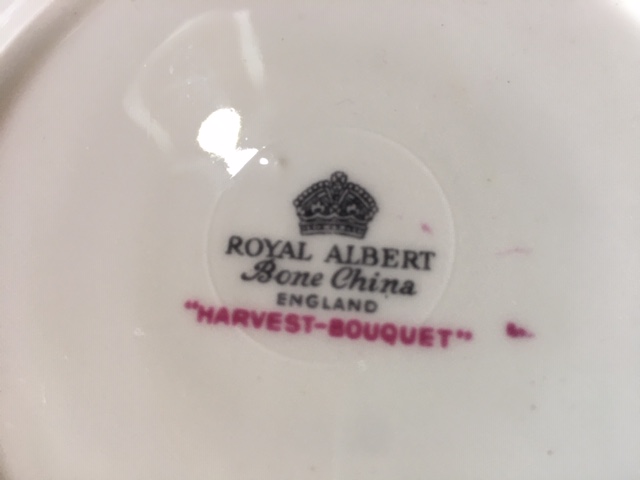 ROYAL ALBERT
Bone China
ENGLAND
"HARVEST-BOUQUET"